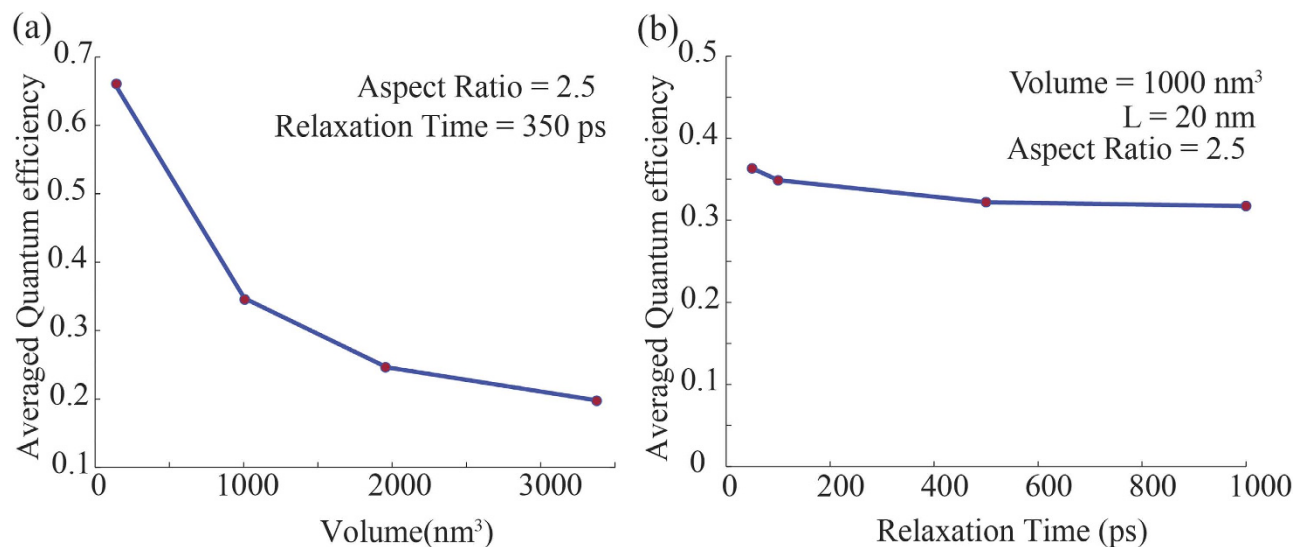 (a)
Averaged Quantum efficiency
0.7
0.6
0.5
0.4
0.3
0.2
0.1
Aspect Ratio = 2.5
Relaxation Time = 350 ps
0 1000 2000 3000
Volume(nm³)
(b)
Averaged Quantum efficiency
0.5
0.4
0.3
0.2
0.1
0
Volume = 1000 nm³
L = 20 nm
Aspect Ratio = 2.5
0 200 400 600 800 1000
Relaxation Time (ps)